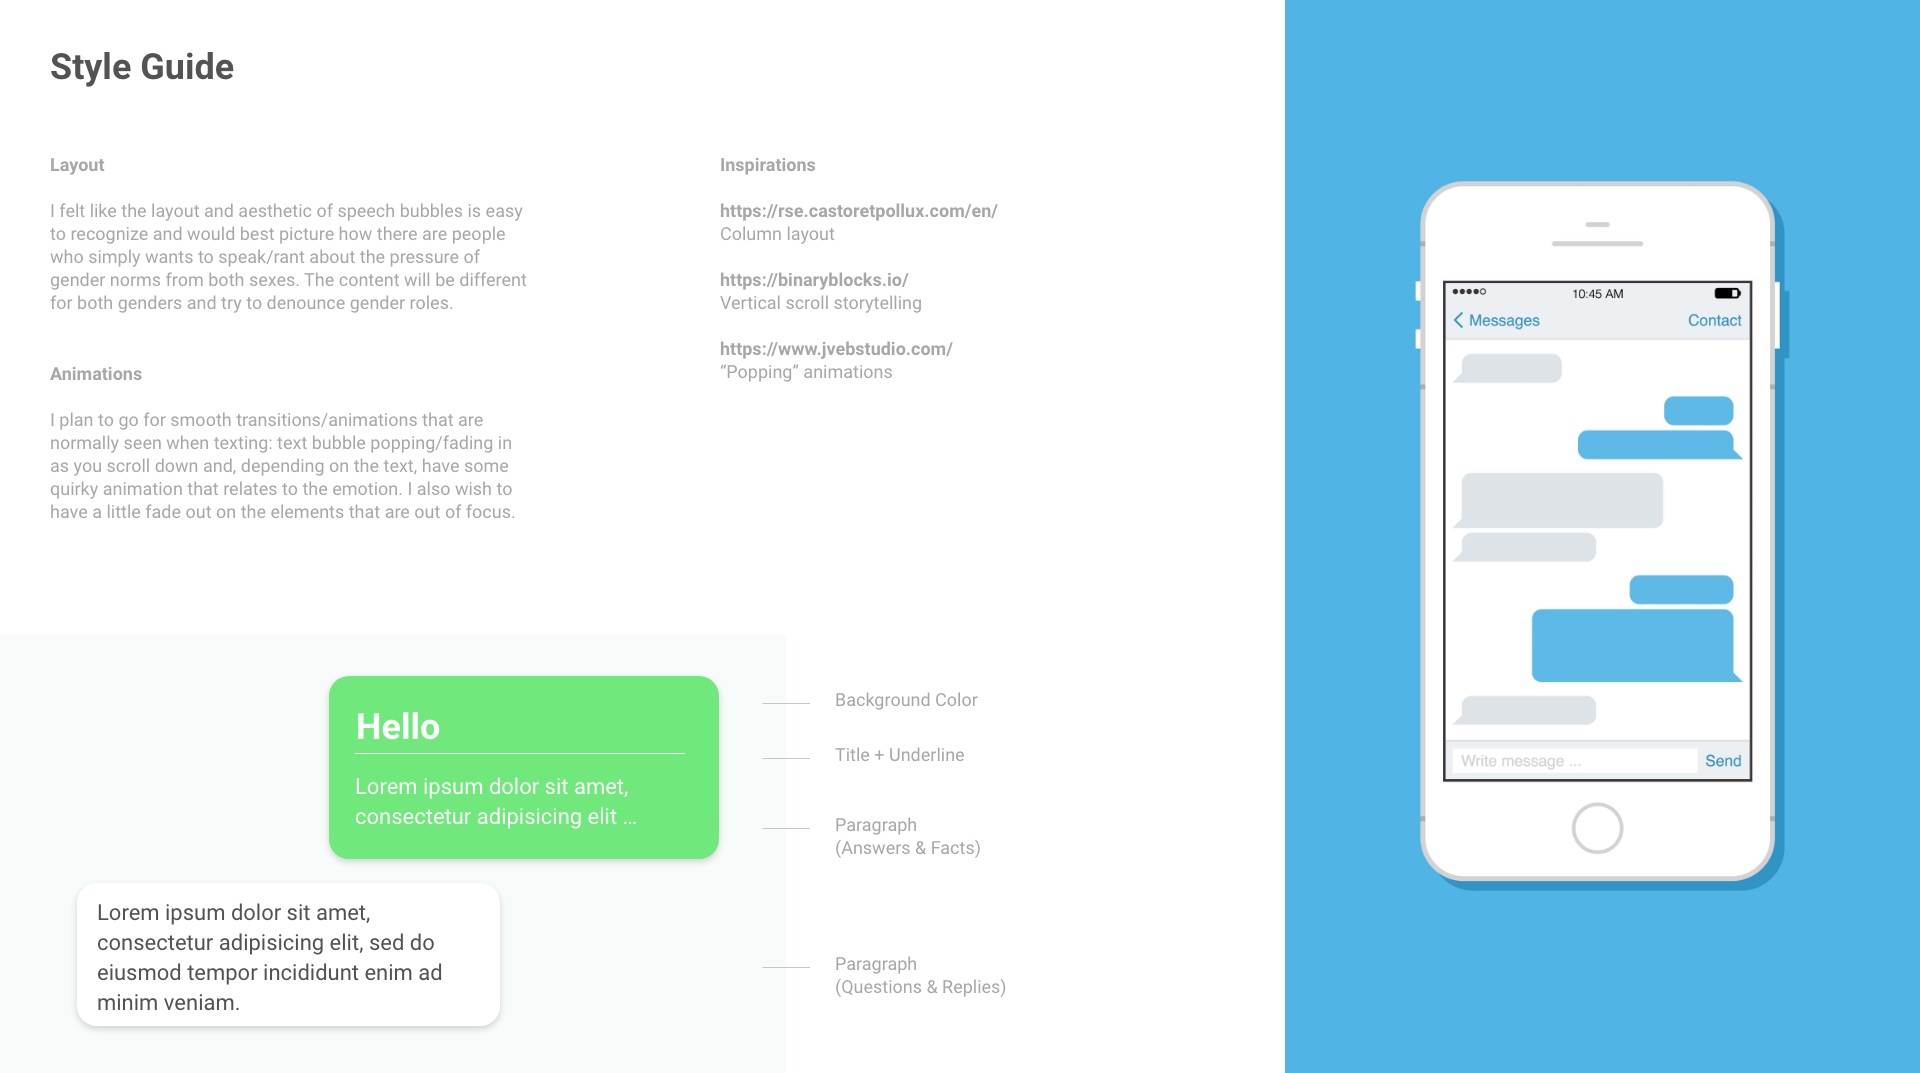 Style Guide
Layout
I felt like the layout and aesthetic of speech bubbles is easy
to recognize and would best picture how there are people
who simply wants to speak/rant about the pressure of
gender norms from both sexes. The content will be different
for both genders and try to denounce gender roles.
Animations
I plan to go for smooth transitions/animations that are
normally seen when texting: text bubble popping/fading in
as you scroll down and, depending on the text, have some
quirky animation that relates to the emotion. I also wish to
have a little fade out on the elements that are out of focus.
Inspirations
https://rse.castoretpollux.com/en/
Column layout
https://binaryblocks.io/
Vertical scroll storytelling
https://www.jvebstudio.com/
“Popping” animations
Hello
Lorem ipsum dolor sit amet,
consectetur adipisicing elit ...
Lorem ipsum dolor sit amet,
consectetur adipisicing elit, sed do
eiusmod tempor incididunt enim ad
minim veniam.
Background Color
Title + Underline
Paragraph
(Answers & Facts)
Paragraph
(Questions & Replies)
10:45 AM
Messages
Contact
Write message ...
Send